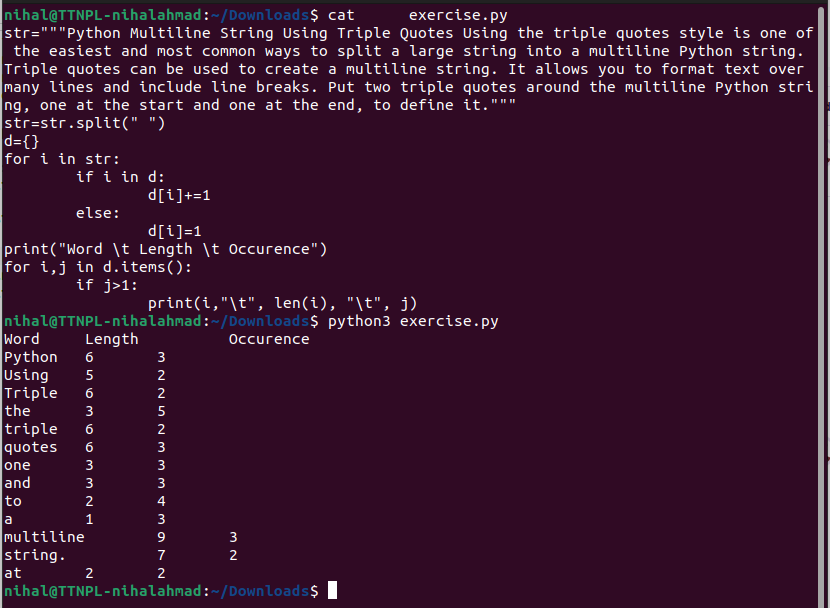 nihal@TTNPL-nihalahmad:~/Downloads$ cat      exercise.py
str="""Python Multiline String Using Triple Quotes Using the triple quotes style is one of
 the easiest and most common ways to split a large string into a multiline Python string.
Triple quotes can be used to create a multiline string. It allows you to format text over
many lines and include line breaks. Put two triple quotes around the multiline Python stri
ng, one at the start and one at the end, to define it."""
str=str.split(" ")
d={}
for i in str:
        if i in d:
                d[i]+=1
        else:
                d[i]=1
print("Word \t Length \t Occurence")
for i,j in d.items():
        if j>1:
                print(i,"\t", len(i), "\t", j)
nihal@TTNPL-nihalahmad:~/Downloads$ python3 exercise.py
Word     Length          Occurence
Python   6       3
Using    5       2
Triple   6       2
the      3       5
triple   6       2
quotes   6       3
one      3       3
and      3       3
to       2       4
a        1       3
multiline        9       3
string.          7       2
at       2       2
nihal@TTNPL-nihalahmad:~/Downloads$